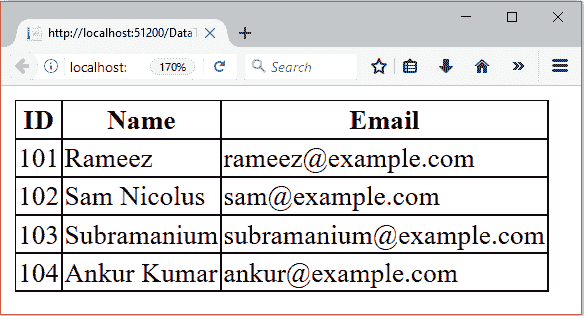 http://localhost:51200/DataT
localhost: 170% Search
ID Name Email
101 Rameez rameez@example.com
102 Sam Nicolus sam@example.com
103 Subramanium subramanium@example.com
104 Ankur Kumar ankur@example.com